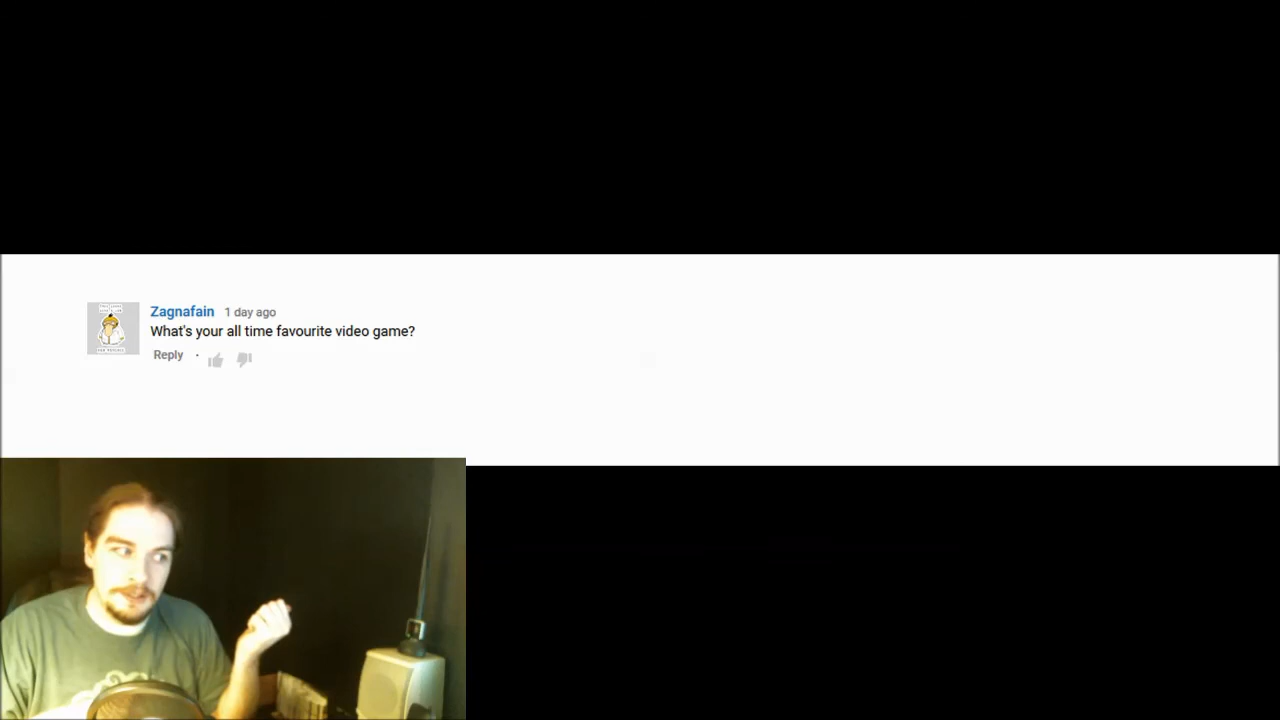 Zagnafain 1 day ago
What's your all time favourite video game?
Reply •